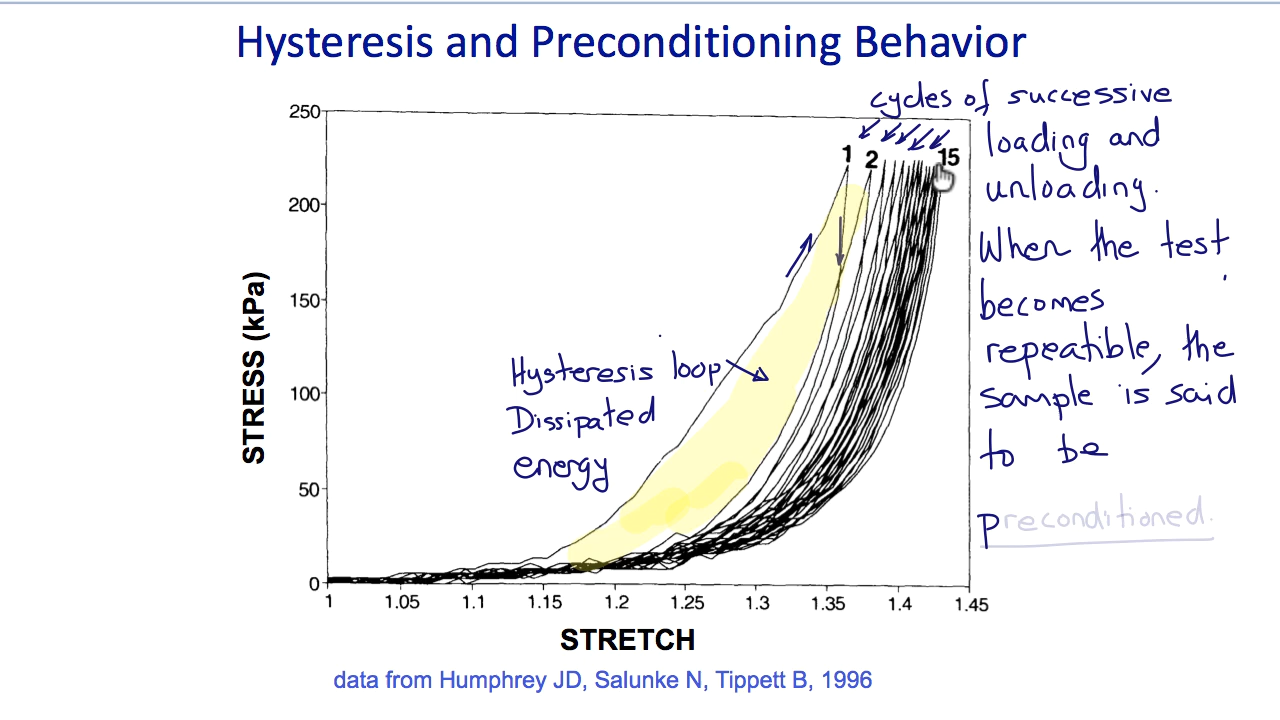 Hysteresis and Preconditioning Behavior
cycles of successive
loading and
unloading.
When the test
becomes
repeatible, the
sample is said
to be
preconditioned.
1 2 15
Hysteresis loop
Dissipated
energy
STRESS (kPa)
250
200
150
100
50
0
1 1.05 1.1 1.15 1.2 1.25 1.3 1.35 1.4 1.45
STRETCH
data from Humphrey JD, Salunke N, Tippett B, 1996